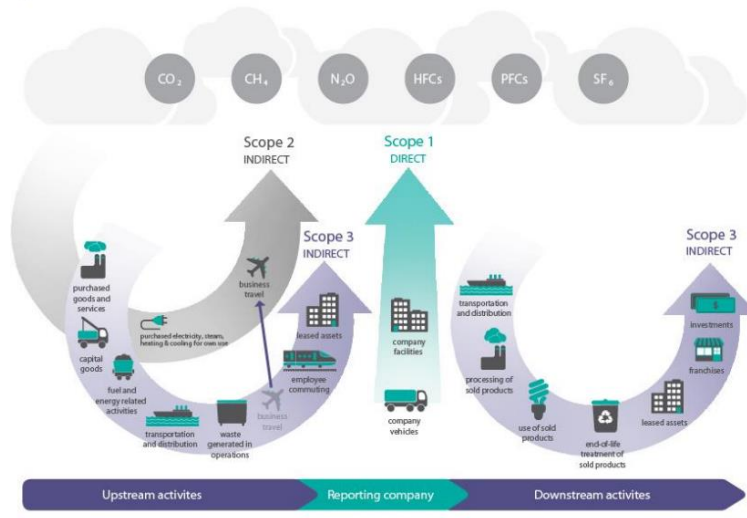 CO₂
CH₄
N₂O
HFCs
PFCs
SF₆
Scope 2
INDIRECT
Scope 1
DIRECT
Scope 3
INDIRECT
Scope 3
INDIRECT
purchased
goods and
services
capital
goods
fuel and
energy related
activities
transportation
and distribution
waste
generated in
operations
business
travel
employee
commuting
leased assets
purchased electricity, steam,
heating & cooling for own use
business
travel
company
facilities
company
vehicles
transportation
and distribution
processing of
sold products
use of sold
products
end-of-life
treatment of
sold products
leased assets
franchises
investments
$
Upstream activites
Reporting company
Downstream activites